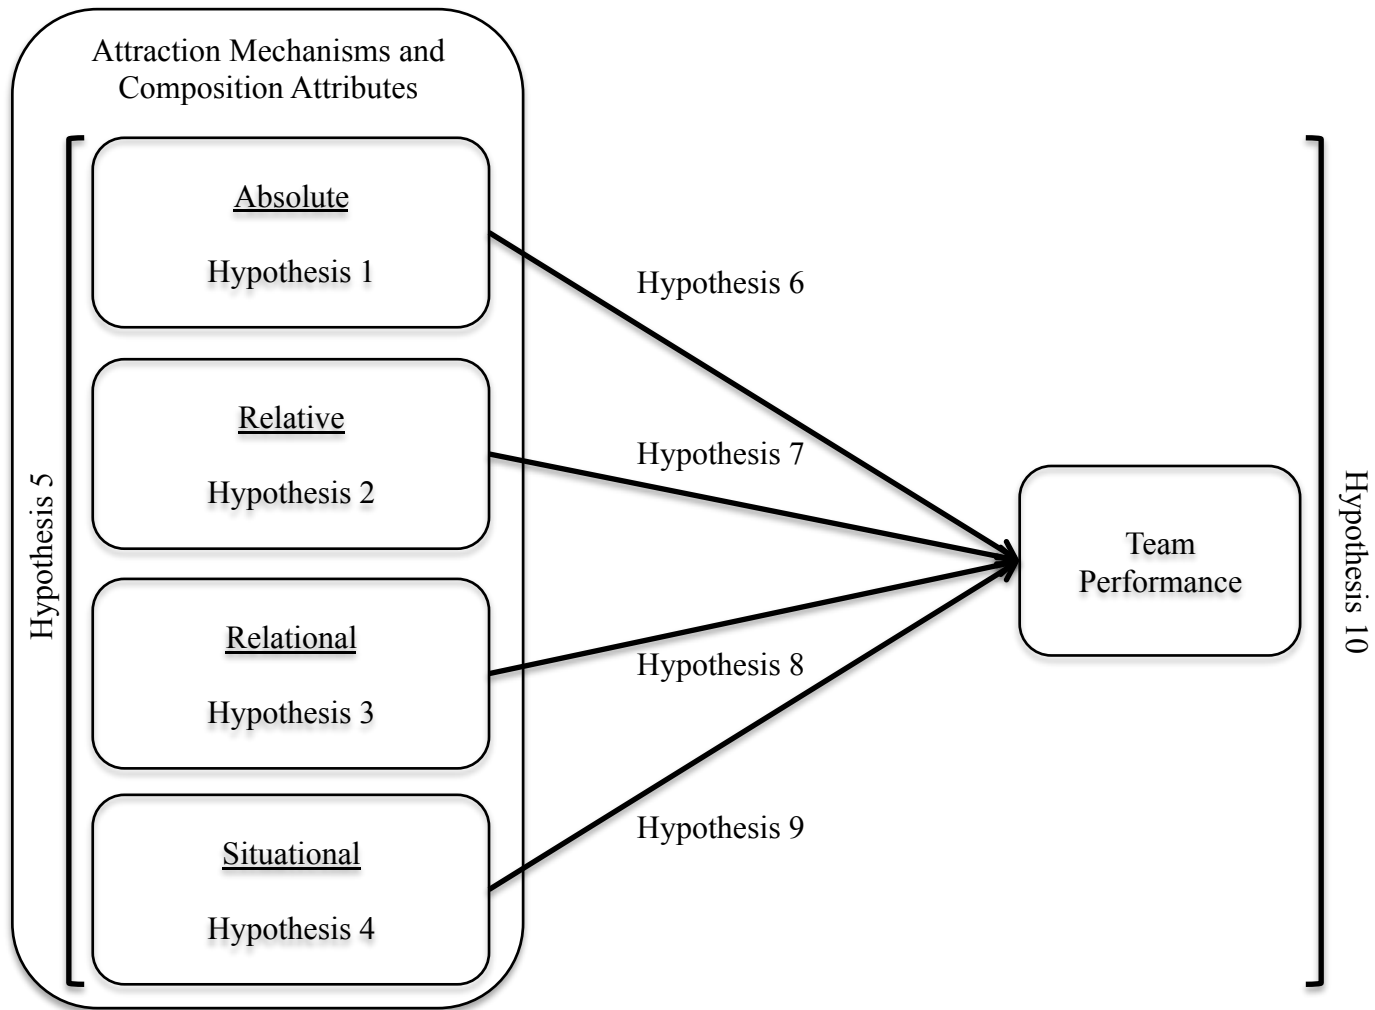 Attraction Mechanisms and
Composition Attributes
Hypothesis 5
Absolute
Hypothesis 1
Relative
Hypothesis 2
Relational
Hypothesis 3
Situational
Hypothesis 4
Hypothesis 6
Hypothesis 7
Hypothesis 8
Hypothesis 9
Team
Performance
Hypothesis 10